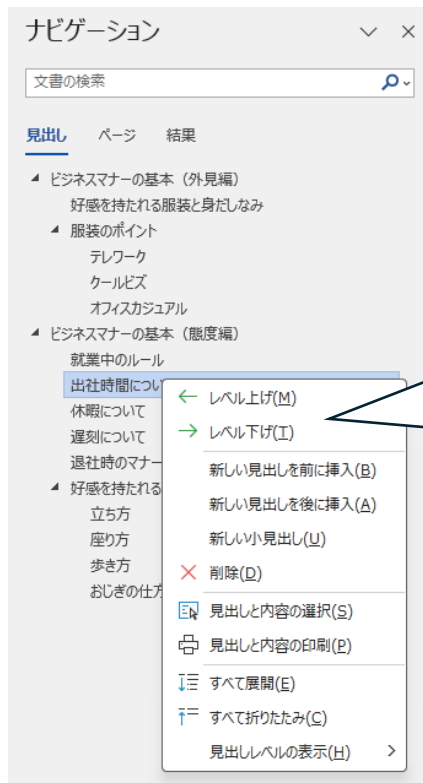 ナビゲーション
文書の検索
見出し ページ 結果
ビジネスマナーの基本（外見編）
好感を持たれる服装と身だしなみ
服装のポイント
テレワーク
クールビズ
オフィスカジュアル
ビジネスマナーの基本（態度編）
就業中のルール
出社時間につい
休暇について
遅刻について
退社時のマナー
好感を持たれる
立ち方
座り方
歩き方
おじぎの仕方
レベル上げ(M)
レベル下げ(T)
新しい見出しを前に挿入(B)
新しい見出しを後に挿入(A)
新しい小見出し(U)
削除(D)
見出しと内容の選択(S)
見出しと内容の印刷(P)
すべて展開(E)
すべて折りたたみ(C)
見出しレベルの表示(H)